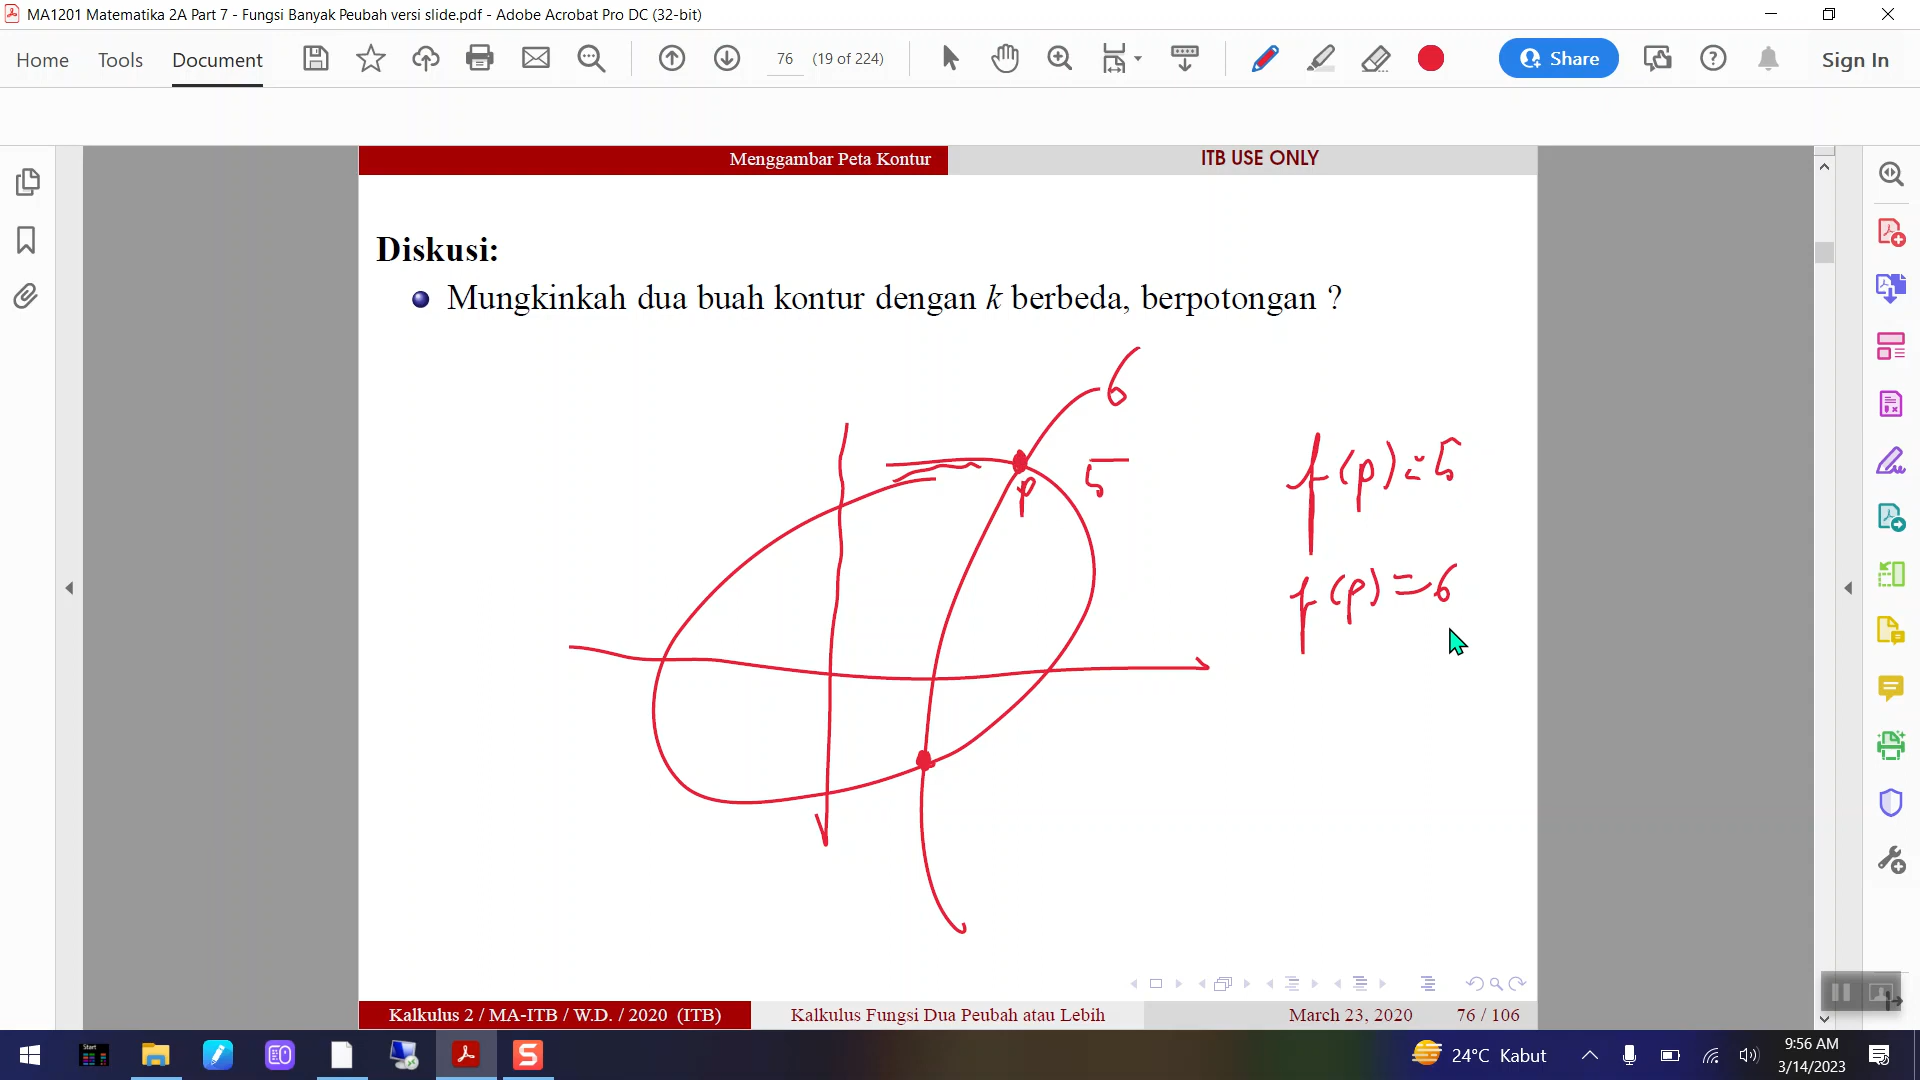 MA1201 Matematika 2A Part 7 - Fungsi Banyak Peubah versi slide.pdf - Adobe Acrobat Pro DC (32-bit)
Home Tools Document 76 (19 of 224) Share Sign In
Menggambar Peta Kontur ITB USE ONLY
Diskusi:
Mungkinkah dua buah kontur dengan k berbeda, berpotongan ?
6
p 5
f(p)=5
f(p)=6
Kalkulus 2 / MA-ITB / W.D. / 2020 (ITB) Kalkulus Fungsi Dua Peubah atau Lebih March 23, 2020 76 / 106
Start
24°C Kabut
9:56 AM
3/14/2023